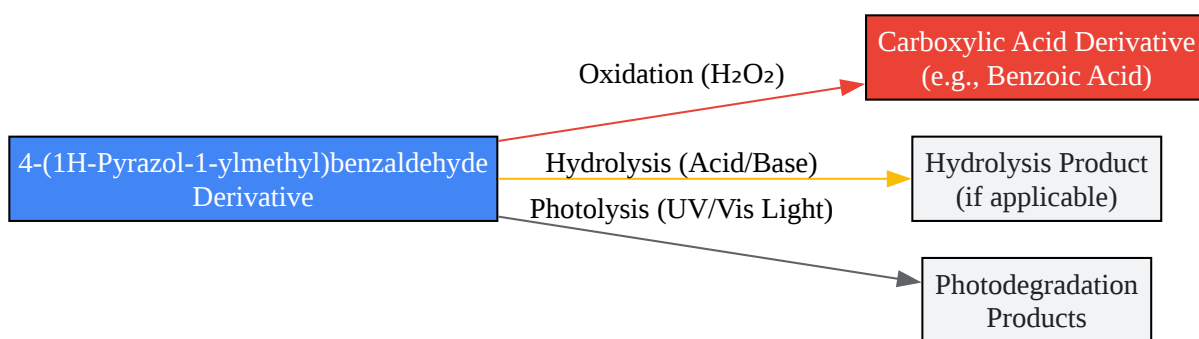 4-(1H-Pyrazol-1-ylmethyl)benzaldehyde
Derivative
Oxidation (H₂O₂)
Carboxylic Acid Derivative
(e.g., Benzoic Acid)
Hydrolysis (Acid/Base)
Hydrolysis Product
(if applicable)
Photolysis (UV/Vis Light)
Photodegradation
Products